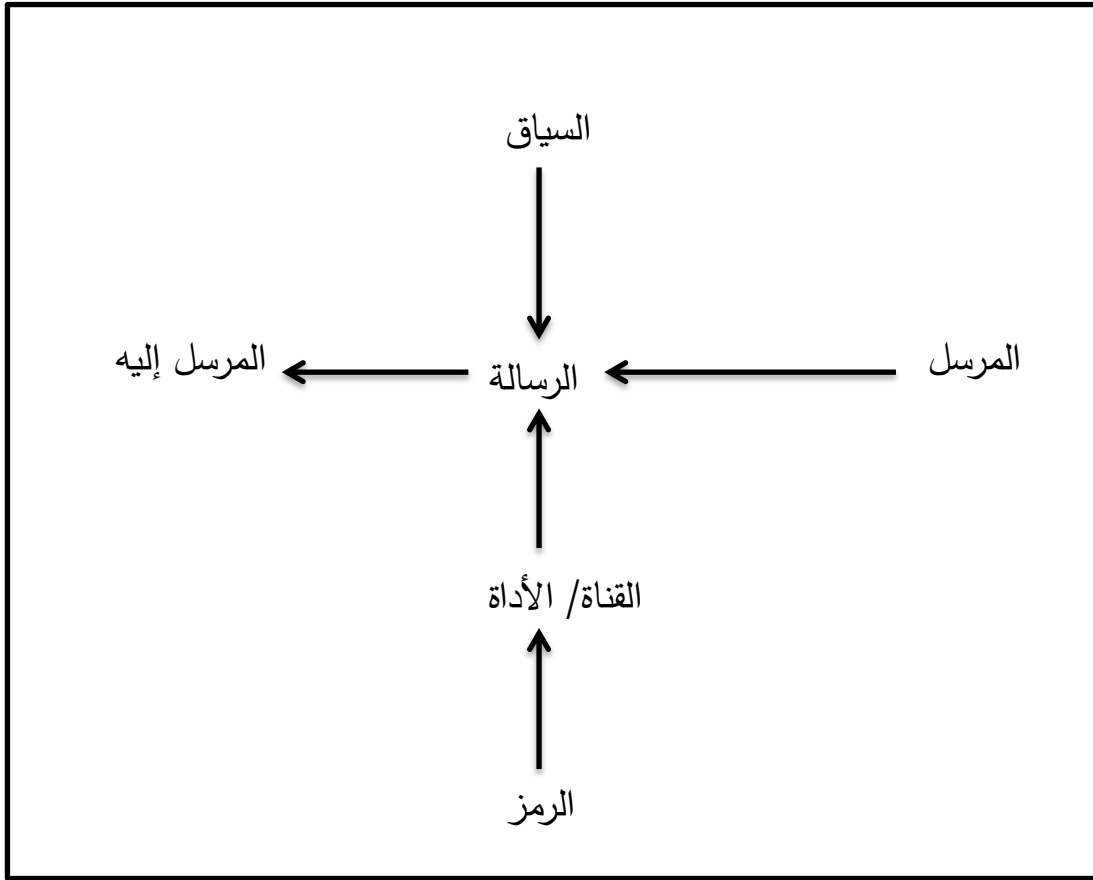 السياق
المرسل
الرسالة
المرسل إليه
القناة/ الأداة
الرمز